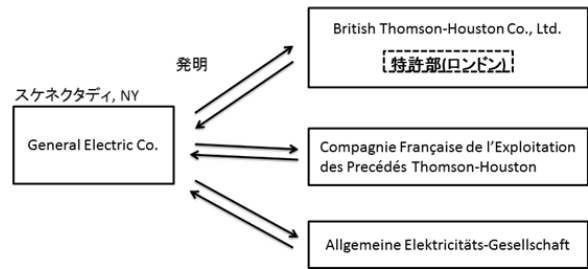 British Thomson-Houston Co., Ltd.
特許部(ロンドン)
発明
スケネクタディ, NY
General Electric Co.
Compagnie Française de l'Exploitation
des Precédés Thomson-Houston
Allgemeine Elektricitäts-Gesellschaft